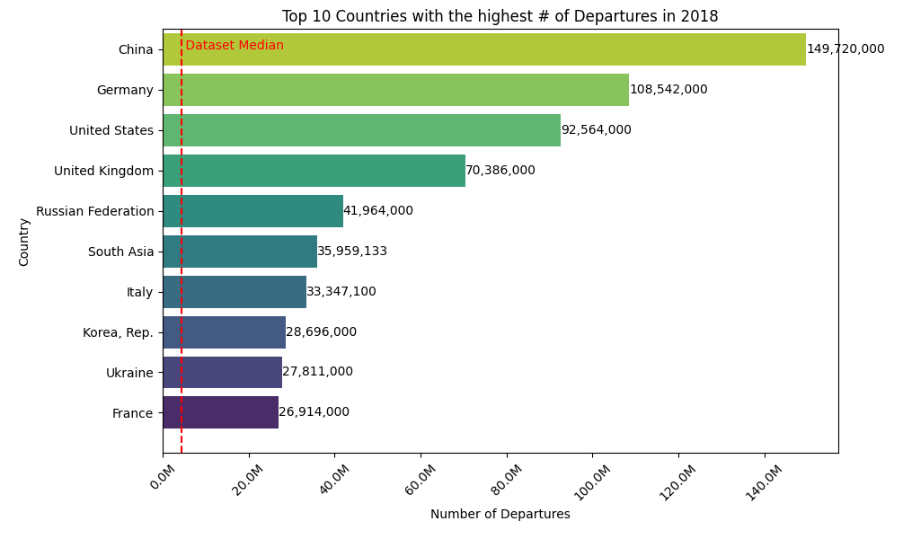 Top 10 Countries with the highest # of Departures in 2018
Dataset Median
China 149,720,000
Germany 108,542,000
United States 92,564,000
United Kingdom 70,386,000
Russian Federation 41,964,000
South Asia 35,959,133
Italy 33,347,100
Korea, Rep. 28,696,000
Ukraine 27,811,000
France 26,914,000
Country
0.0M 20.0M 40.0M 60.0M 80.0M 100.0M 120.0M 140.0M
Number of Departures